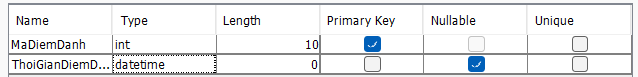 Name Type Length Primary Key Nullable Unique
MaDiemDanh int 10
ThoiGianDiemD... datetime 0